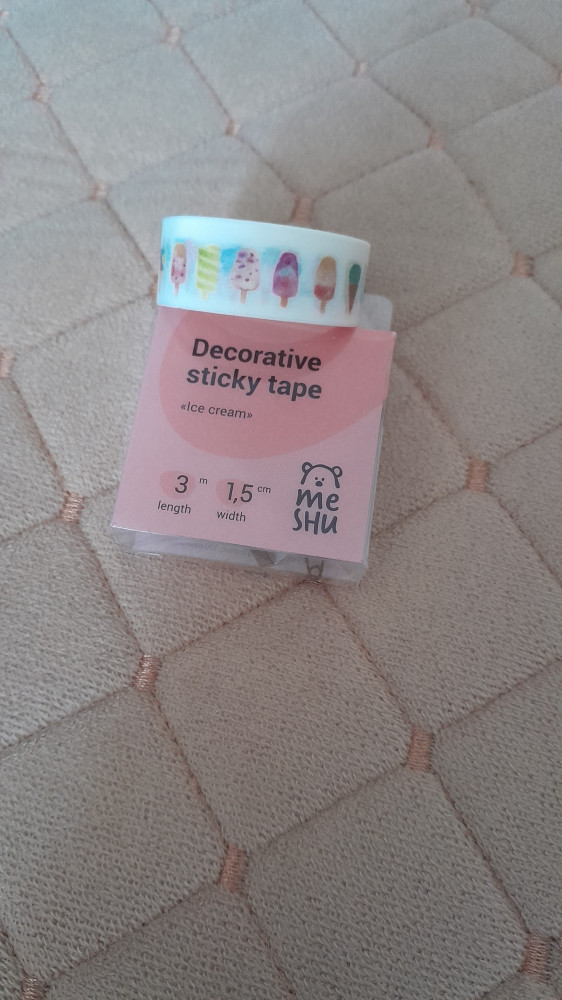 Decorative
sticky tape
«Ice cream»
3 m 1,5 cm
length width
me
SHU